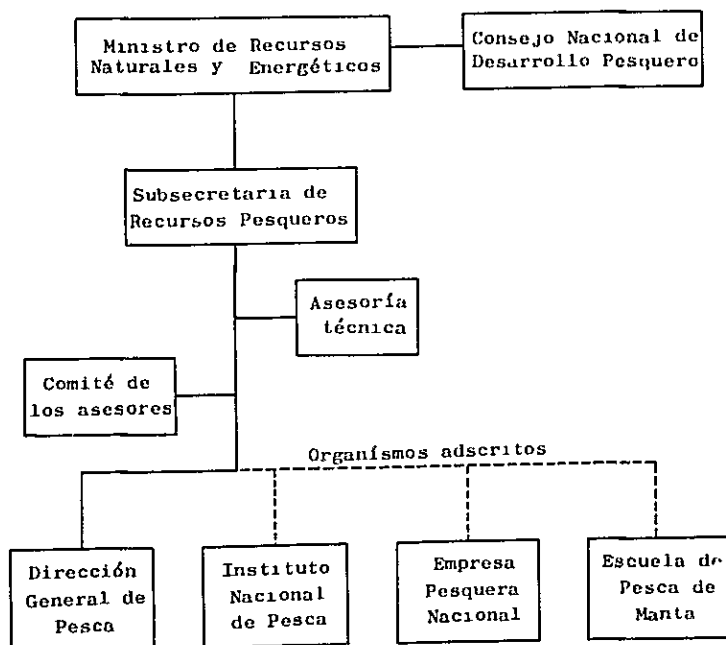 Ministro de Recursos
Naturales y Energéticos
Consejo Nacional de
Desarrollo Pesquero
Subsecretaria de
Recursos Pesqueros
Asesoría
técnica
Comité de
los asesores
Organísmos adscritos
Dirección
General de
Pesca
Instituto
Nacional
de Pesca
Empresa
Pesquera
Nacional
Escuela de
Pesca de
Manta